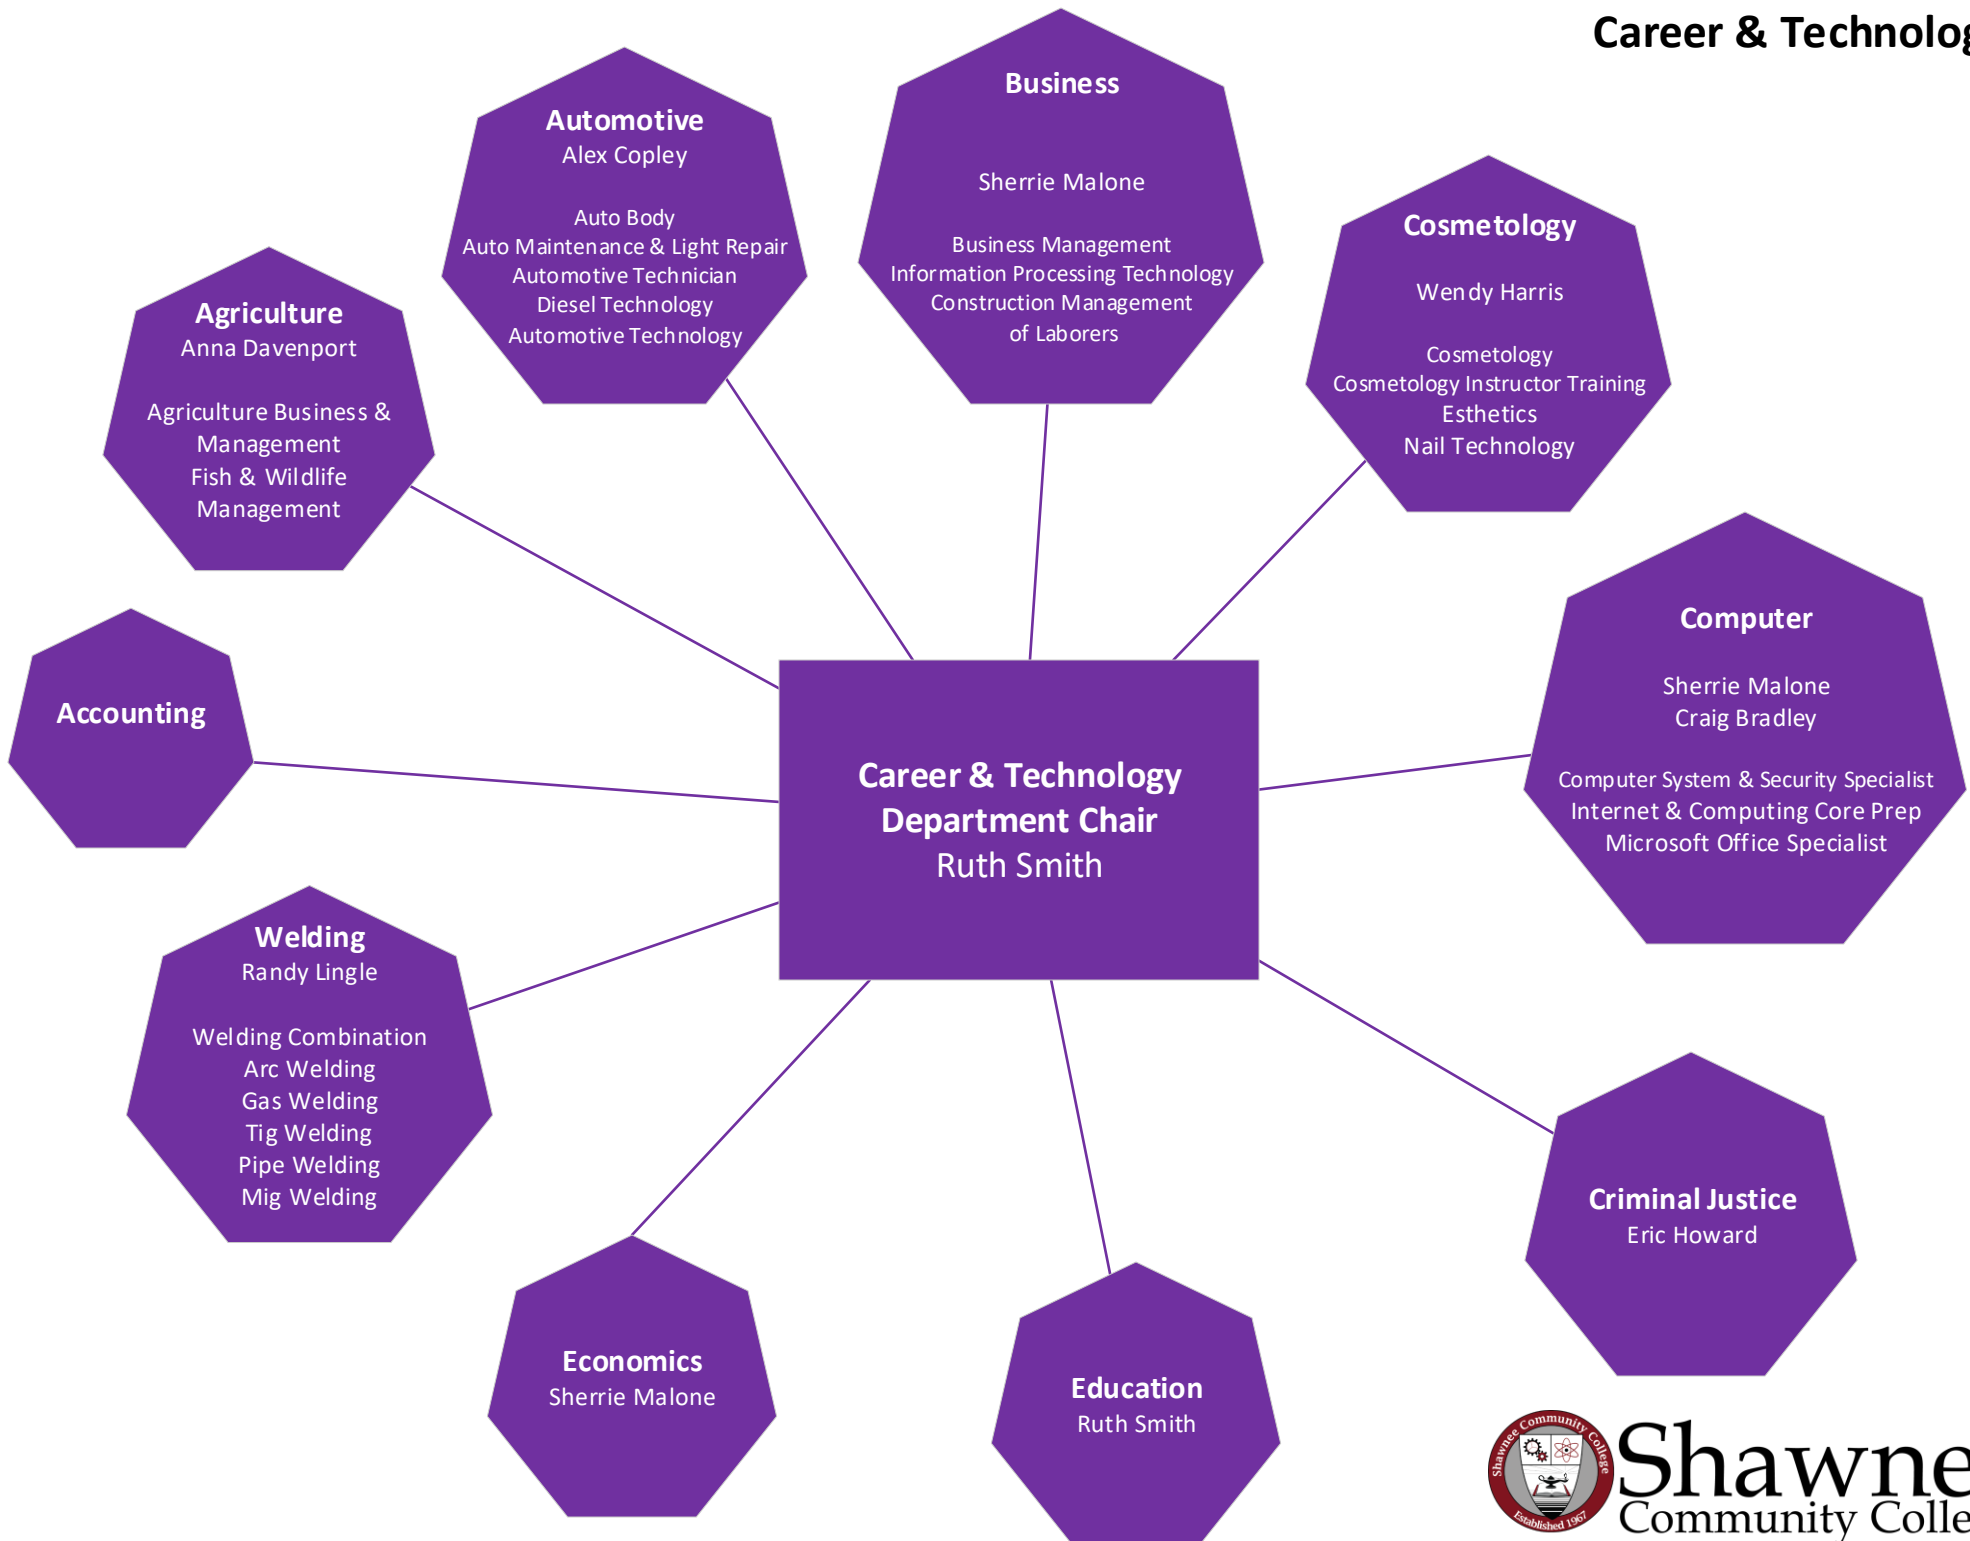 Career & Technolog
Business
Sherrie Malone
Business Management
Information Processing Technology
Construction Management
of Laborers
Automotive
Alex Copley
Auto Body
Auto Maintenance & Light Repair
Automotive Technician
Diesel Technology
Automotive Technology
Cosmetology
Wendy Harris
Cosmetology
Cosmetology Instructor Training
Esthetics
Nail Technology
Agriculture
Anna Davenport
Agriculture Business &
Management
Fish & Wildlife
Management
Computer
Sherrie Malone
Craig Bradley
Computer System & Security Specialist
Internet & Computing Core Prep
Microsoft Office Specialist
Accounting
Career & Technology
Department Chair
Ruth Smith
Welding
Randy Lingle
Welding Combination
Arc Welding
Gas Welding
Tig Welding
Pipe Welding
Mig Welding
Criminal Justice
Eric Howard
Economics
Sherrie Malone
Education
Ruth Smith
Shawnee Community College
Established 1967
Shawne
Community Colle